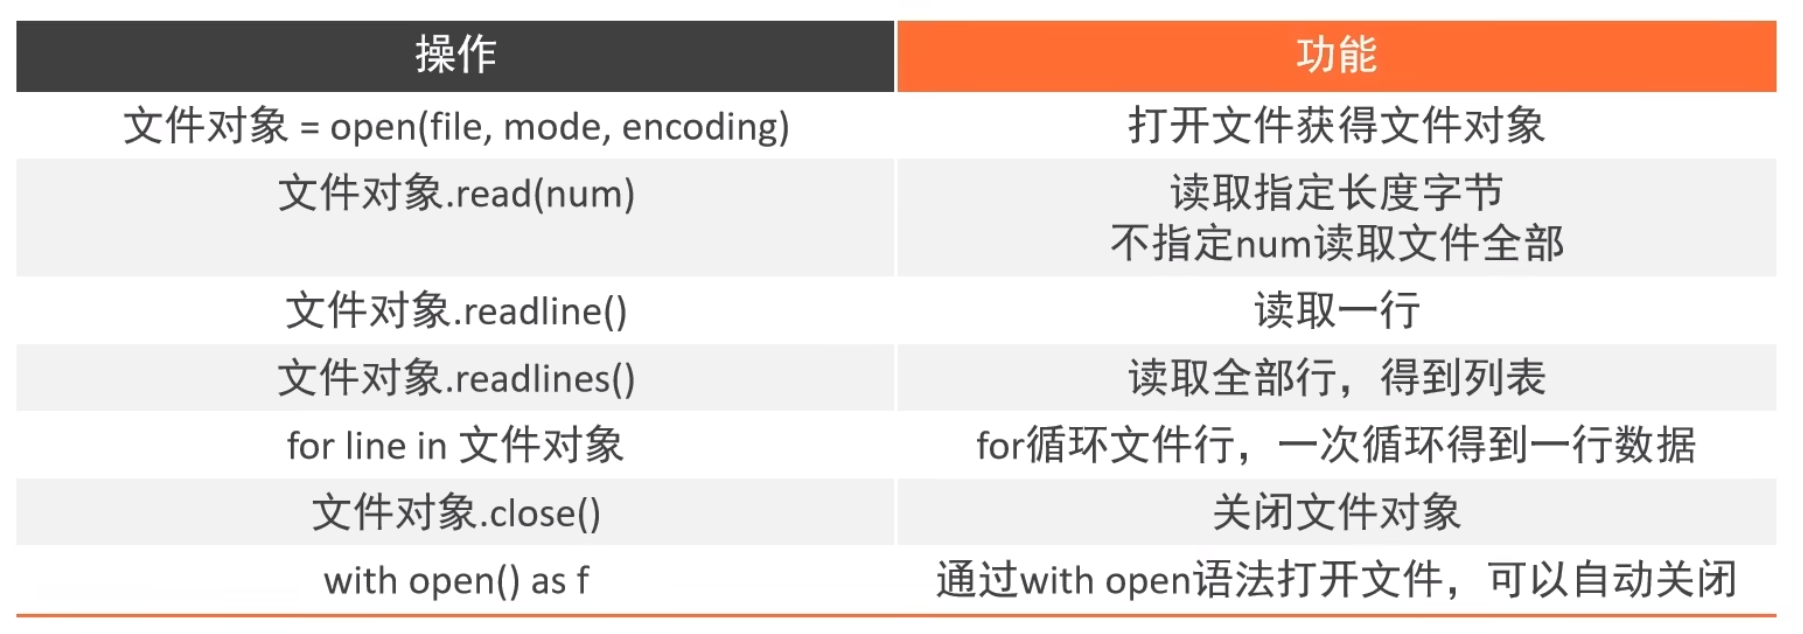 操作 功能
文件对象 = open(file, mode, encoding) 打开文件获得文件对象
文件对象.read(num) 读取指定长度字节
不指定num读取文件全部
文件对象.readline() 读取一行
文件对象.readlines() 读取全部行，得到列表
for line in 文件对象 for循环文件行，一次循环得到一行数据
文件对象.close() 关闭文件对象
with open() as f 通过with open语法打开文件，可以自动关闭